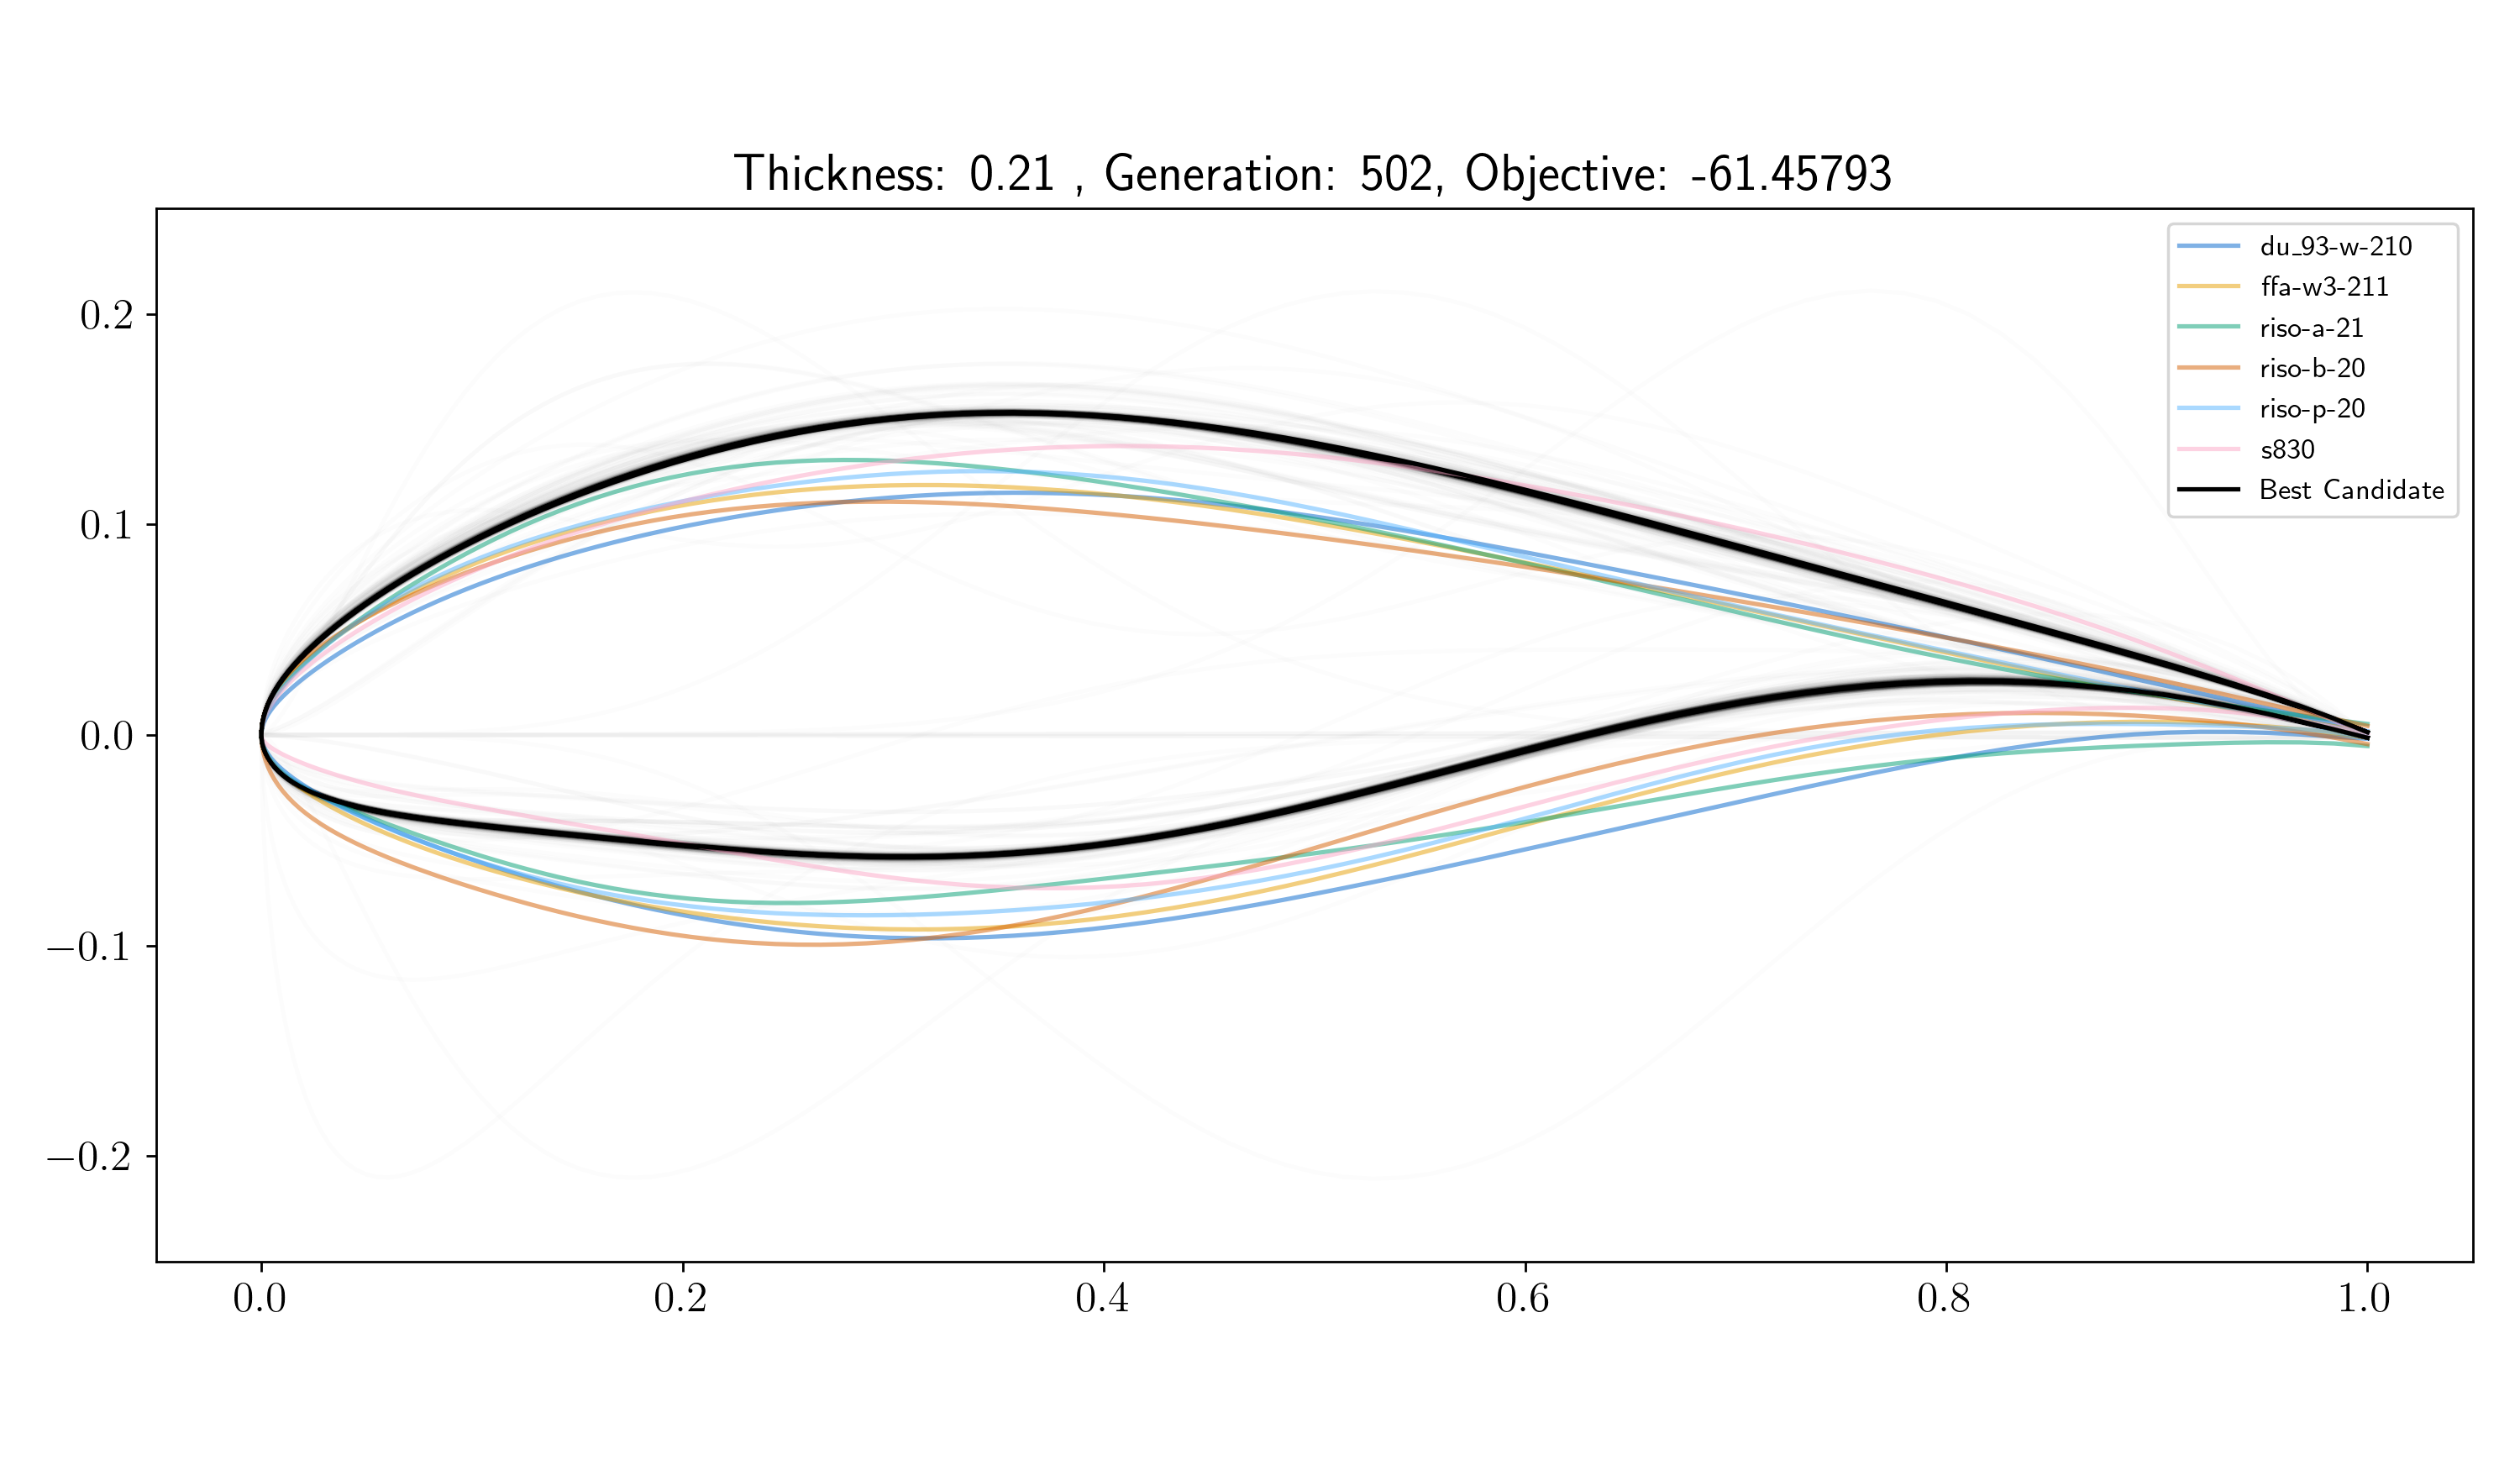 Thickness: 0.21 , Generation: 502, Objective: -61.45793
du_93-w-210
ffa-w3-211
riso-a-21
riso-b-20
riso-p-20
s830
Best Candidate
0.2
0.1
0.0
−0.1
−0.2
0.0 0.2 0.4 0.6 0.8 1.0